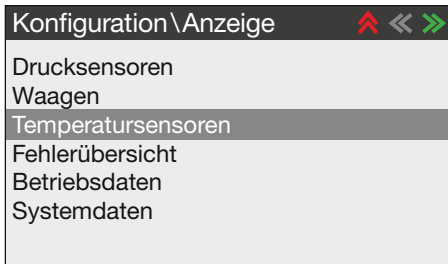 Konfiguration\Anzeige
Drucksensoren
Waagen
Temperatursensoren
Fehlerübersicht
Betriebsdaten
Systemdaten